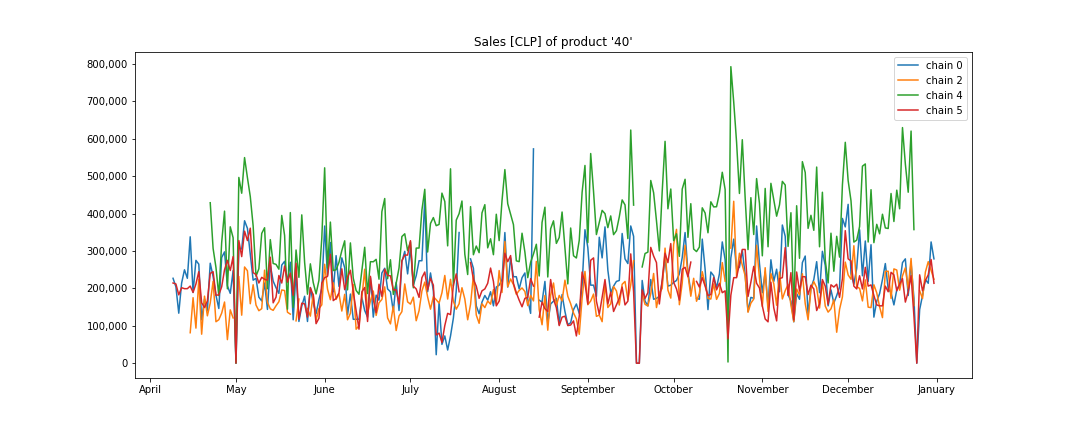 Sales [CLP] of product '40'
800,000
700,000
600,000
500,000
400,000
300,000
200,000
100,000
0
chain 0
chain 2
chain 4
chain 5
April May June July August September October November December January